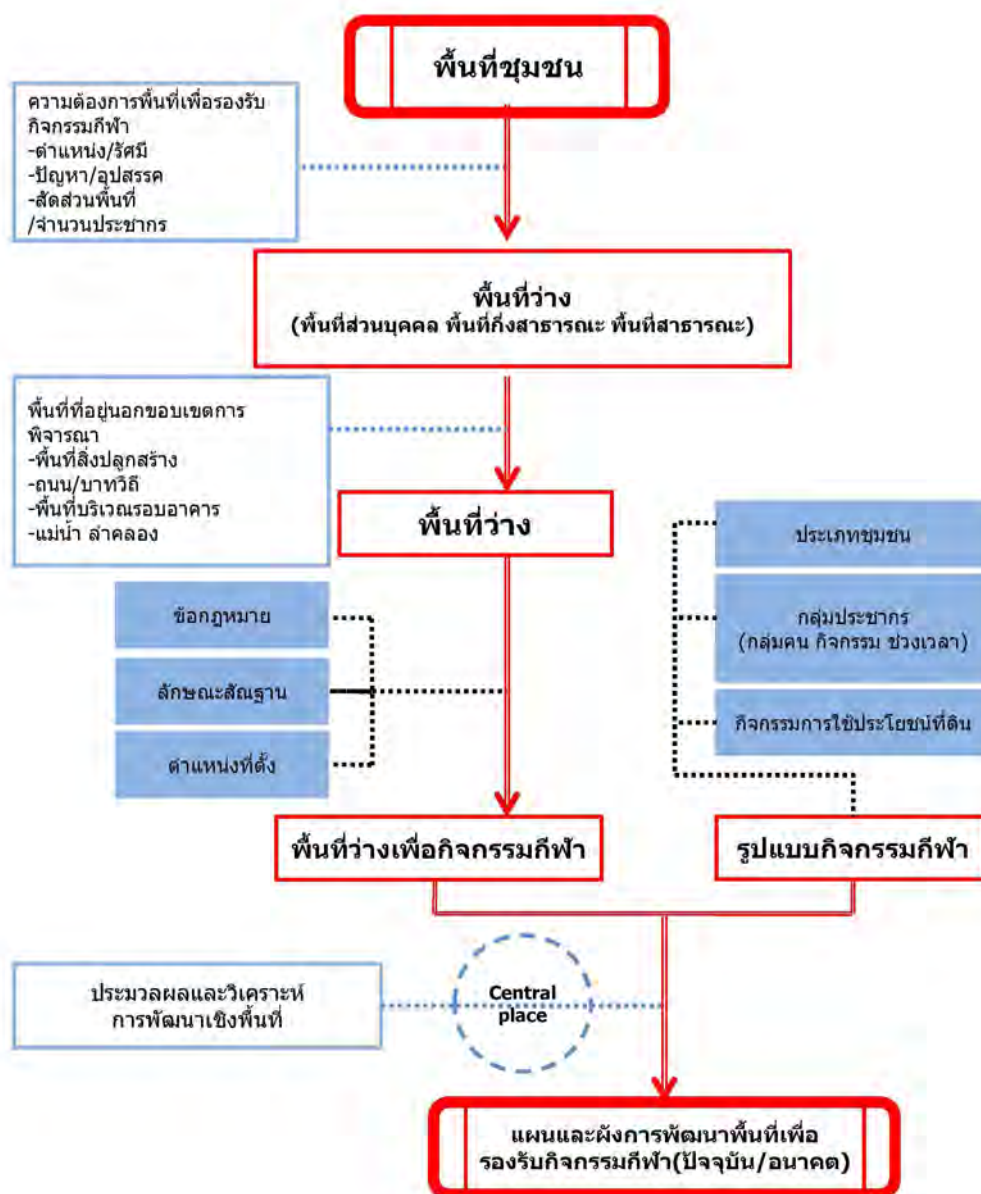 พื้นที่ชุมชน
ความต้องการพื้นที่เพื่อรองรับ
กิจกรรมกีฬา
-ตำแหน่ง/รัศมี
-ปัญหา/อุปสรรค
-สัดส่วนพื้นที่
/จำนวนประชากร
พื้นที่ว่าง
(พื้นที่ส่วนบุคคล พื้นที่กึ่งสาธารณะ พื้นที่สาธารณะ)
พื้นที่ที่อยู่นอกขอบเขตการ
พิจารณา
-พื้นที่สิ่งปลูกสร้าง
-ถนน/บาทวิถี
-พื้นที่บริเวณรอบอาคาร
-แม่น้ำ ลำคลอง
พื้นที่ว่าง
ประเภทชุมชน
กลุ่มประชากร
(กลุ่มคน กิจกรรม ช่วงเวลา)
กิจกรรมการใช้ประโยชน์ที่ดิน
ข้อกฎหมาย
ลักษณะสัณฐาน
ตำแหน่งที่ตั้ง
พื้นที่ว่างเพื่อกิจกรรมกีฬา
รูปแบบกิจกรรมกีฬา
ประมวลผลและวิเคราะห์
การพัฒนาเชิงพื้นที่
Central
place
แผนและผังการพัฒนาพื้นที่เพื่อ
รองรับกิจกรรมกีฬา(ปัจจุบัน/อนาคต)